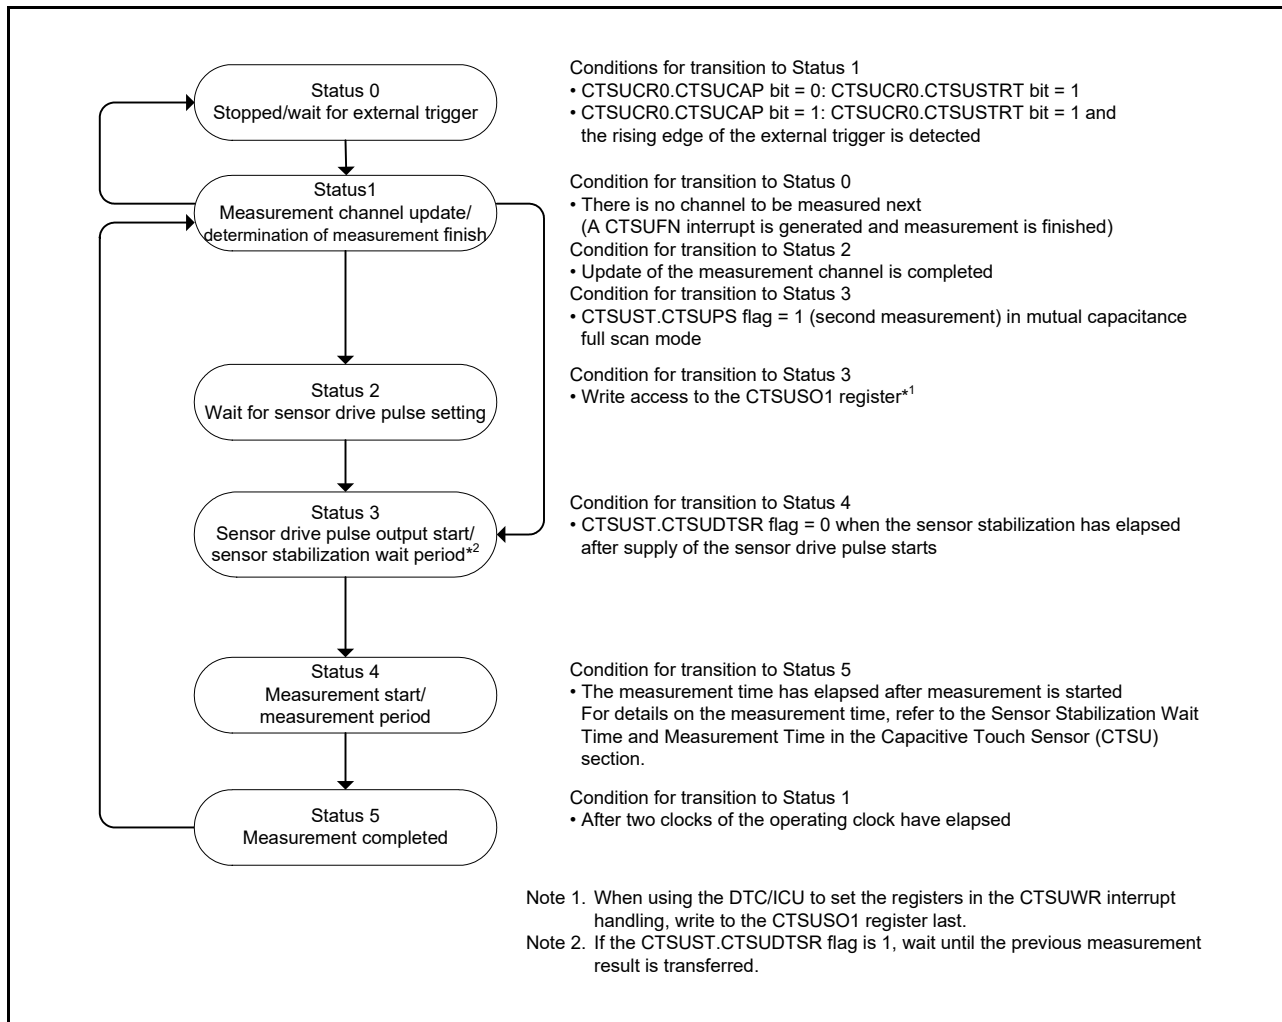 Status 0
Stopped/wait for external trigger
Conditions for transition to Status 1
• CTSUCR0.CTSUCAP bit = 0: CTSUCR0.CTSUSTRT bit = 1
• CTSUCR0.CTSUCAP bit = 1: CTSUCR0.CTSUSTRT bit = 1 and
the rising edge of the external trigger is detected
Status1
Measurement channel update/
determination of measurement finish
Condition for transition to Status 0
• There is no channel to be measured next
(A CTSUFN interrupt is generated and measurement is finished)
Condition for transition to Status 2
• Update of the measurement channel is completed
Condition for transition to Status 3
• CTSUST.CTSUPS flag = 1 (second measurement) in mutual capacitance
full scan mode
Status 2
Wait for sensor drive pulse setting
Condition for transition to Status 3
• Write access to the CTSUSO1 register*1
Status 3
Sensor drive pulse output start/
sensor stabilization wait period*2
Condition for transition to Status 4
• CTSUST.CTSUDTSR flag = 0 when the sensor stabilization has elapsed
after supply of the sensor drive pulse starts
Status 4
Measurement start/
measurement period
Condition for transition to Status 5
• The measurement time has elapsed after measurement is started
For details on the measurement time, refer to the Sensor Stabilization Wait
Time and Measurement Time in the Capacitive Touch Sensor (CTSU)
section.
Status 5
Measurement completed
Condition for transition to Status 1
• After two clocks of the operating clock have elapsed
Note 1. When using the DTC/ICU to set the registers in the CTSUWR interrupt
handling, write to the CTSUSO1 register last.
Note 2. If the CTSUST.CTSUDTSR flag is 1, wait until the previous measurement
result is transferred.